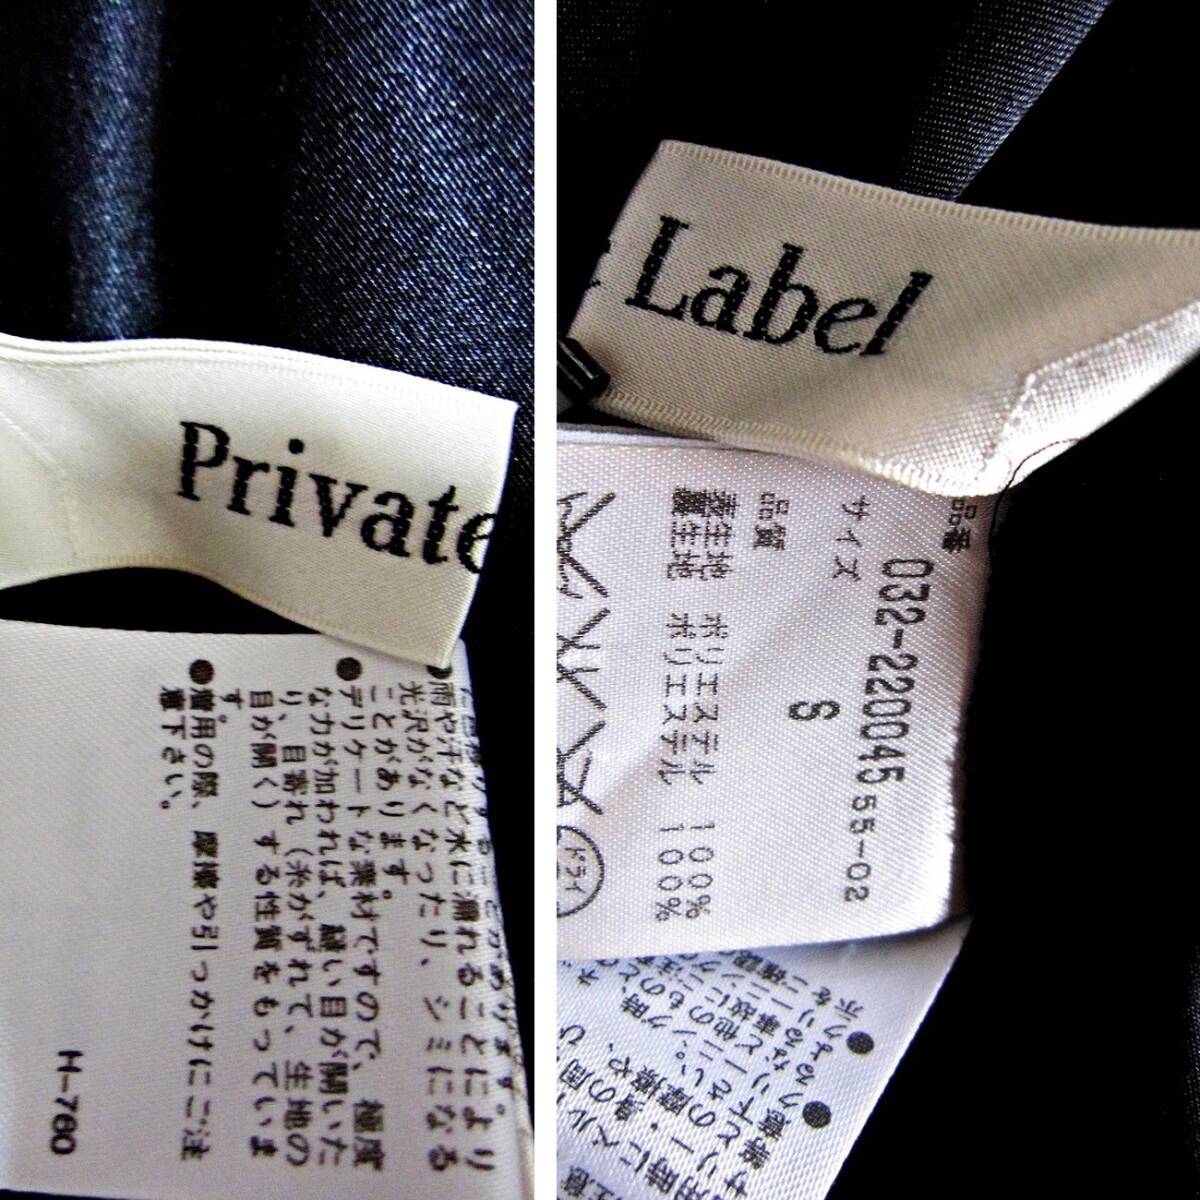 Private
雨や汗など水に濡れることにより
光沢がなくなったり、シミになる
ことがあります。
●デリケートな素材ですので、極度
な力が加われば、縫い目が開いた
り、目寄れ（糸がずれて、生地の
目が開く）する性質をもっていま
す。
●着用の際、摩擦や引っかけにご注
意下さい。
H-760
Label
品番 032-220045 55-02
サイズ S
品質
表生地 ポリエステル 100%
裏生地 ポリエステル 100%
ドライ